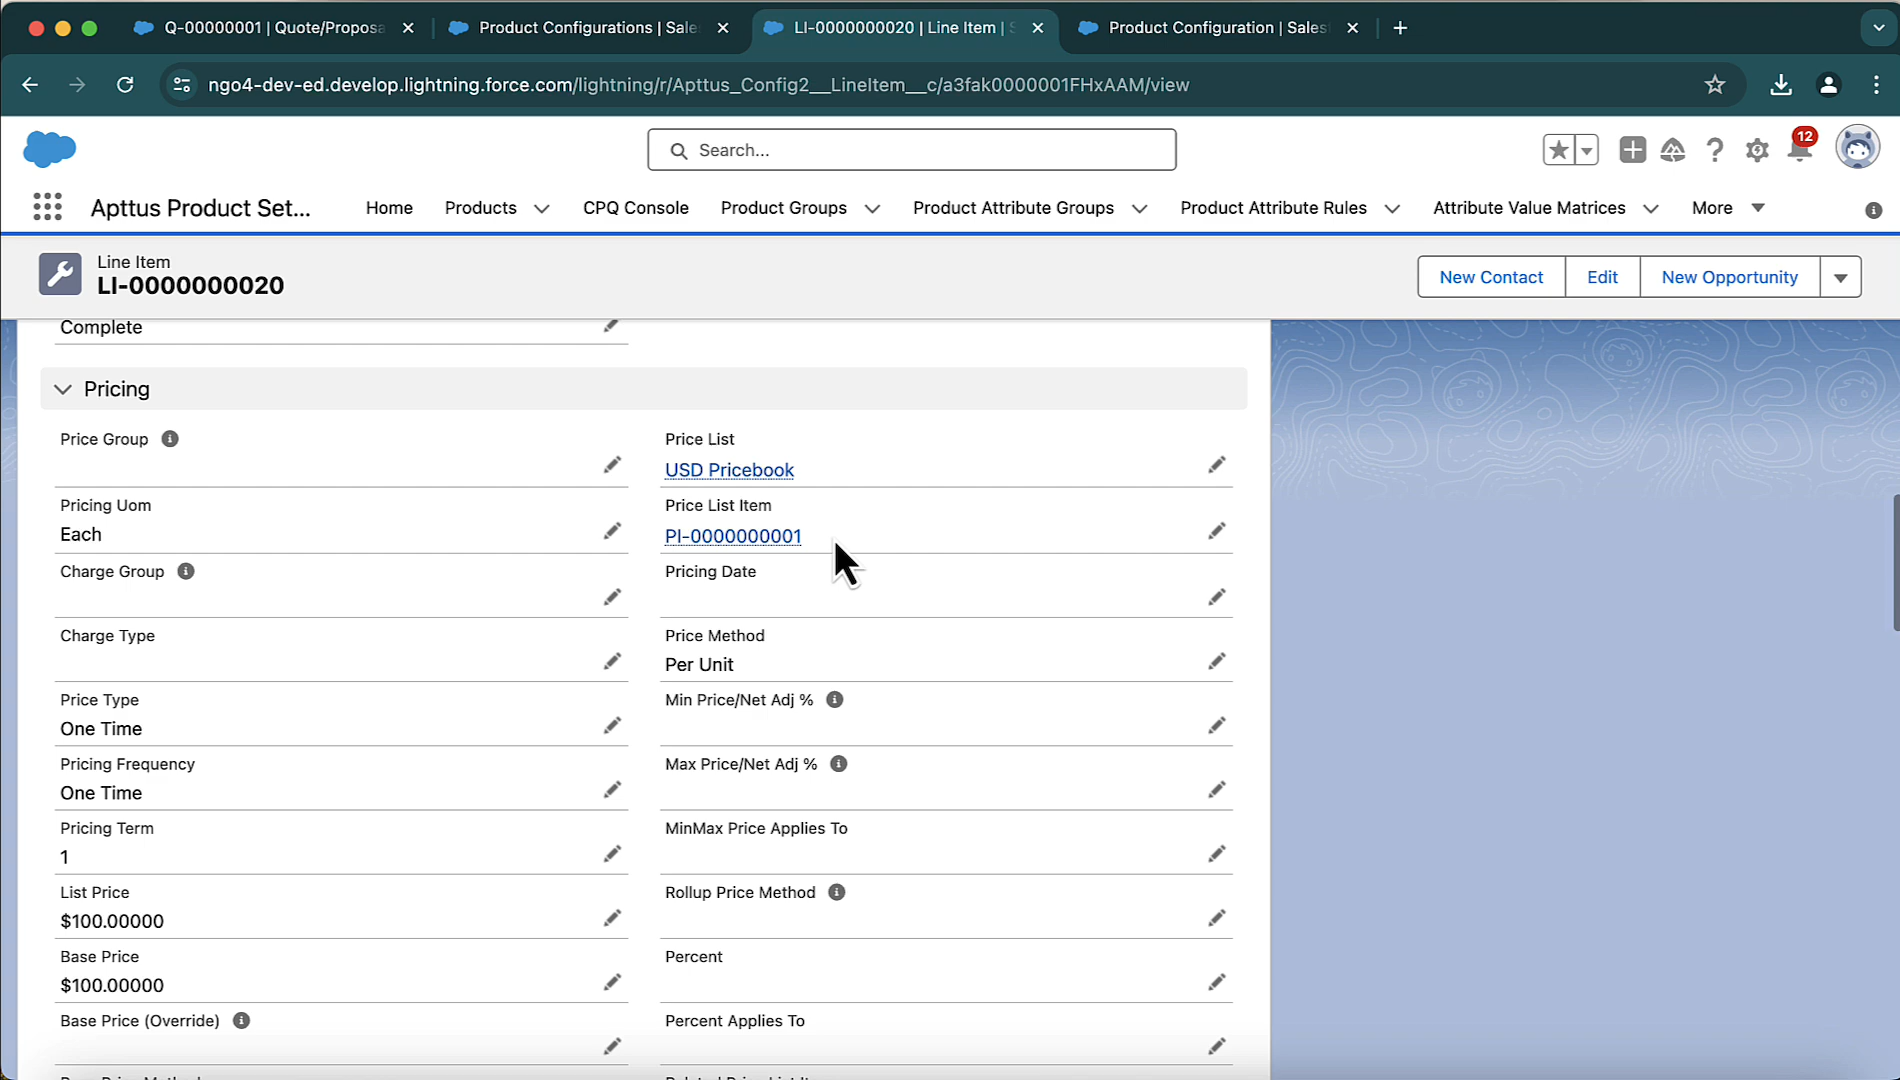 Q-00000001 | Quote/Proposa
Product Configurations | Sale
LI-0000000020 | Line Item | S
Product Configuration | Salest
ngo4-dev-ed.develop.lightning.force.com/lightning/r/Apttus_Config2__LineItem__c/a3fak0000001FHxAAM/view
Search...
12
Apttus Product Set...
Home
Products
CPQ Console
Product Groups
Product Attribute Groups
Product Attribute Rules
Attribute Value Matrices
More
Line Item
LI-0000000020
New Contact
Edit
New Opportunity
Complete
Pricing
Price Group
Price List
USD Pricebook
Pricing Uom
Each
Price List Item
PI-0000000001
Charge Group
Pricing Date
Charge Type
Price Method
Per Unit
Price Type
One Time
Min Price/Net Adj %
Pricing Frequency
One Time
Max Price/Net Adj %
Pricing Term
1
MinMax Price Applies To
List Price
$100.00000
Rollup Price Method
Base Price
$100.00000
Percent
Base Price (Override)
Percent Applies To